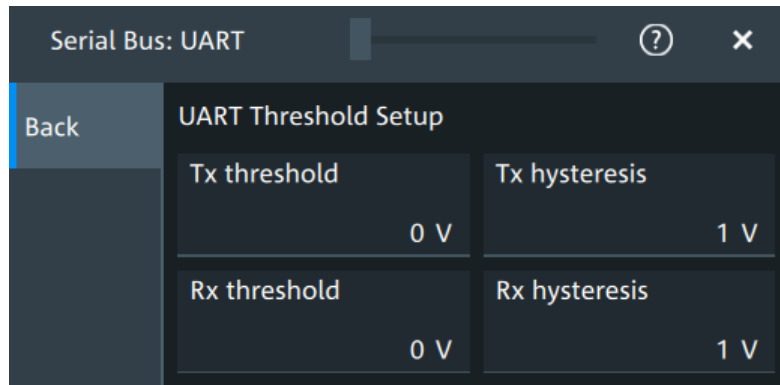 Serial Bus: UART ? ×
Back
UART Threshold Setup
Tx threshold
0 V
Tx hysteresis
1 V
Rx threshold
0 V
Rx hysteresis
1 V